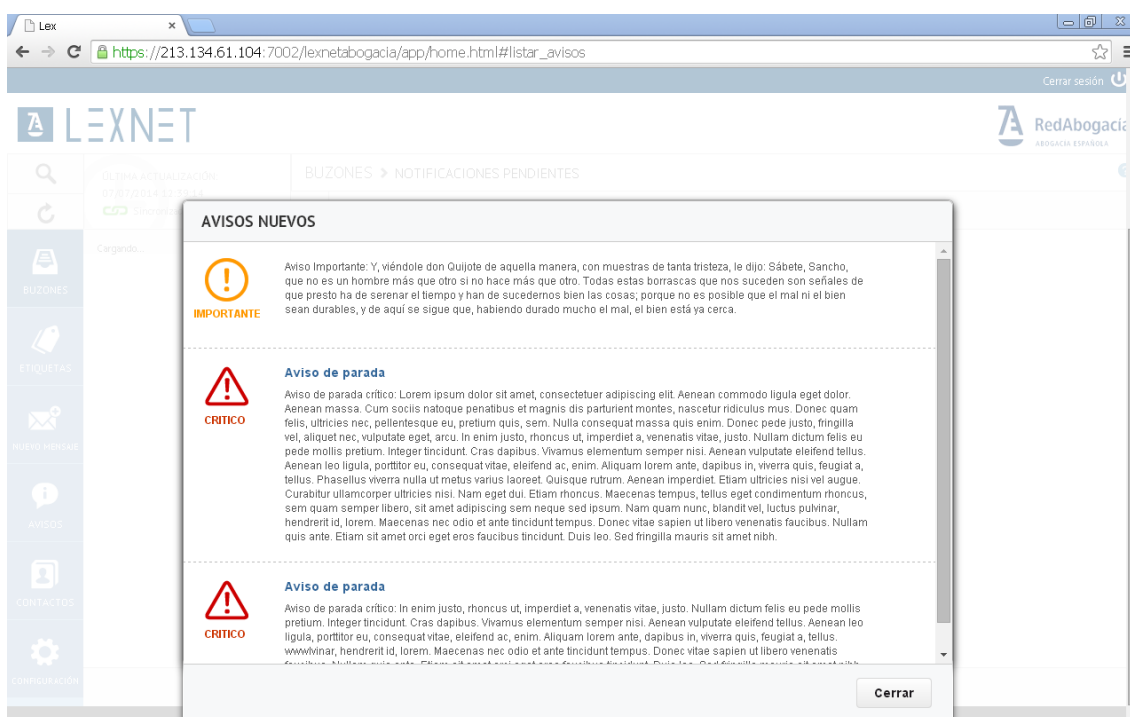 Lex
https://213.134.61.104:7002/lexnetabogacia/app/home.html#listar_avisos
Cerrar sesión
LEXNET
RedAbogacía
ABOGACÍA ESPAÑOLA
ÚLTIMA ACTUALIZACIÓN
BUZONES > NOTIFICACIONES PENDIENTES
Cargando...
BUZONES
ETIQUETAS
NUEVO MENSAJE
AVISOS
CONTACTOS
CONFIGURACIÓN
AVISOS NUEVOS
IMPORTANTE
Aviso Importante: Y, viéndole don Quijote de aquella manera, con muestras de tanta tristeza, le dijo: Sábete, Sancho,
que no es un hombre más que otro si no hace más que otro. Todas estas borrascas que nos suceden son señales de
que presto ha de serenar el tiempo y han de sucedernos bien las cosas; porque no es posible que el mal ni el bien
sean durables, y de aquí se sigue que, habiendo durado mucho el mal, el bien está ya cerca.
CRITICO
Aviso de parada
Aviso de parada crítico: Lorem ipsum dolor sit amet, consectetuer adipiscing elit. Aenean commodo ligula eget dolor.
Aenean massa. Cum sociis natoque penatibus et magnis dis parturient montes, nascetur ridiculus mus. Donec quam
felis, ultricies nec, pellentesque eu, pretium quis, sem. Nulla consequat massa quis enim. Donec pede justo, fringilla
vel, aliquet nec, vulputate eget, arcu. In enim justo, rhoncus ut, imperdiet a, venenatis vitae, justo. Nullam dictum felis eu
pede mollis pretium. Integer tincidunt. Cras dapibus. Vivamus elementum semper nisi. Aenean vulputate eleifend tellus.
Aenean leo ligula, porttitor eu, consequat vitae, eleifend ac, enim. Aliquam lorem ante, dapibus in, viverra quis, feugiat a,
tellus. Phasellus viverra nulla ut metus varius laoreet. Quisque rutrum. Aenean imperdiet. Etiam ultricies nisi vel augue.
Curabitur ullamcorper ultricies nisi. Nam eget dui. Etiam rhoncus. Maecenas tempus, tellus eget condimentum rhoncus,
sem quam semper libero, sit amet adipiscing sem neque sed ipsum. Nam quam nunc, blandit vel, luctus pulvinar,
hendrerit id, lorem. Maecenas nec odio et ante tincidunt tempus. Donec vitae sapien ut libero venenatis faucibus. Nullam
quis ante. Etiam sit amet orci eget eros faucibus tincidunt. Duis leo. Sed fringilla mauris sit amet nibh.
CRITICO
Aviso de parada
Aviso de parada crítico: In enim justo, rhoncus ut, imperdiet a, venenatis vitae, justo. Nullam dictum felis eu pede mollis
pretium. Integer tincidunt. Cras dapibus. Vivamus elementum semper nisi. Aenean vulputate eleifend tellus. Aenean leo
ligula, porttitor eu, consequat vitae, eleifend ac, enim. Aliquam lorem ante, dapibus in, viverra quis, feugiat a, tellus.
wwwlvinar, hendrerit id, lorem. Maecenas nec odio et ante tincidunt tempus. Donec vitae sapien ut libero venenatis
Cerrar